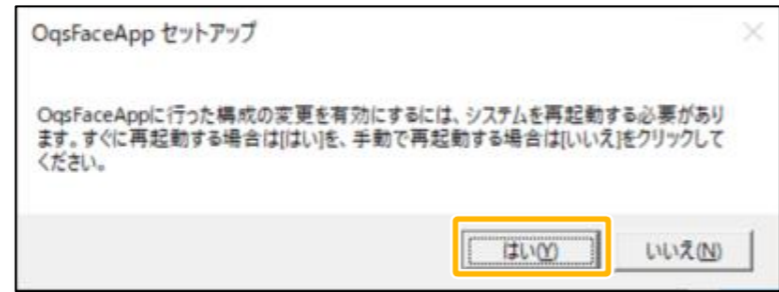 OqsFaceApp セットアップ
OqsFaceAppに行った構成の変更を有効にするには、システムを再起動する必要があり
ます。すぐに再起動する場合は[はい]を、手動で再起動する場合は[いいえ]をクリックして
ください。
はい(Y) いいえ(N)